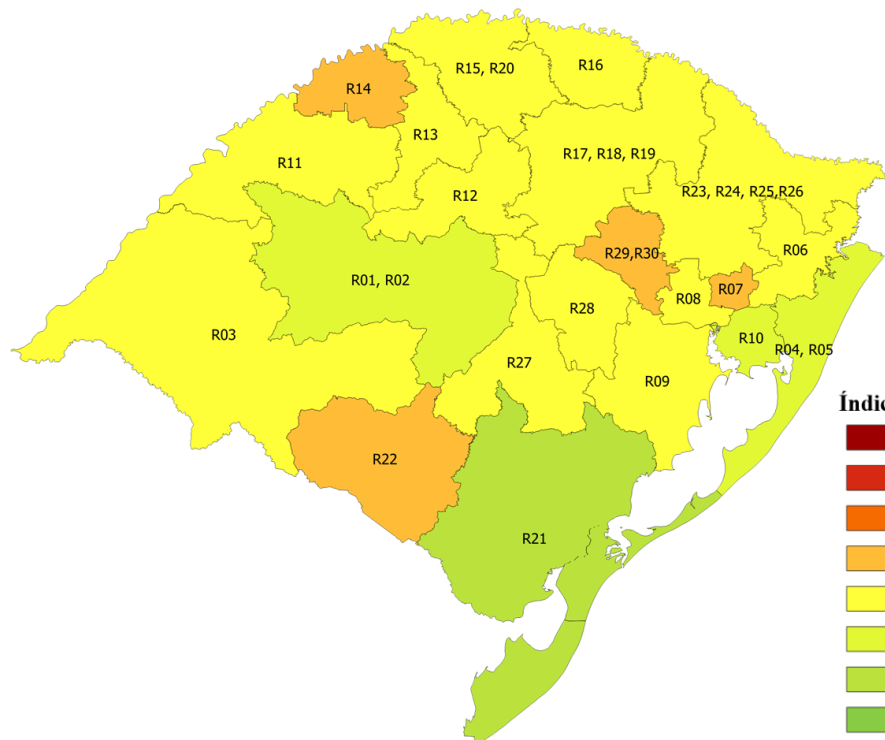 R15, R20
R16
R14
R13
R17, R18, R19
R11
R12
R23, R24, R25,R26
R06
R29,R30
R01, R02
R07
R08
R28
R03
R10
R04, R05
R27
R09
Índic
R22
R21